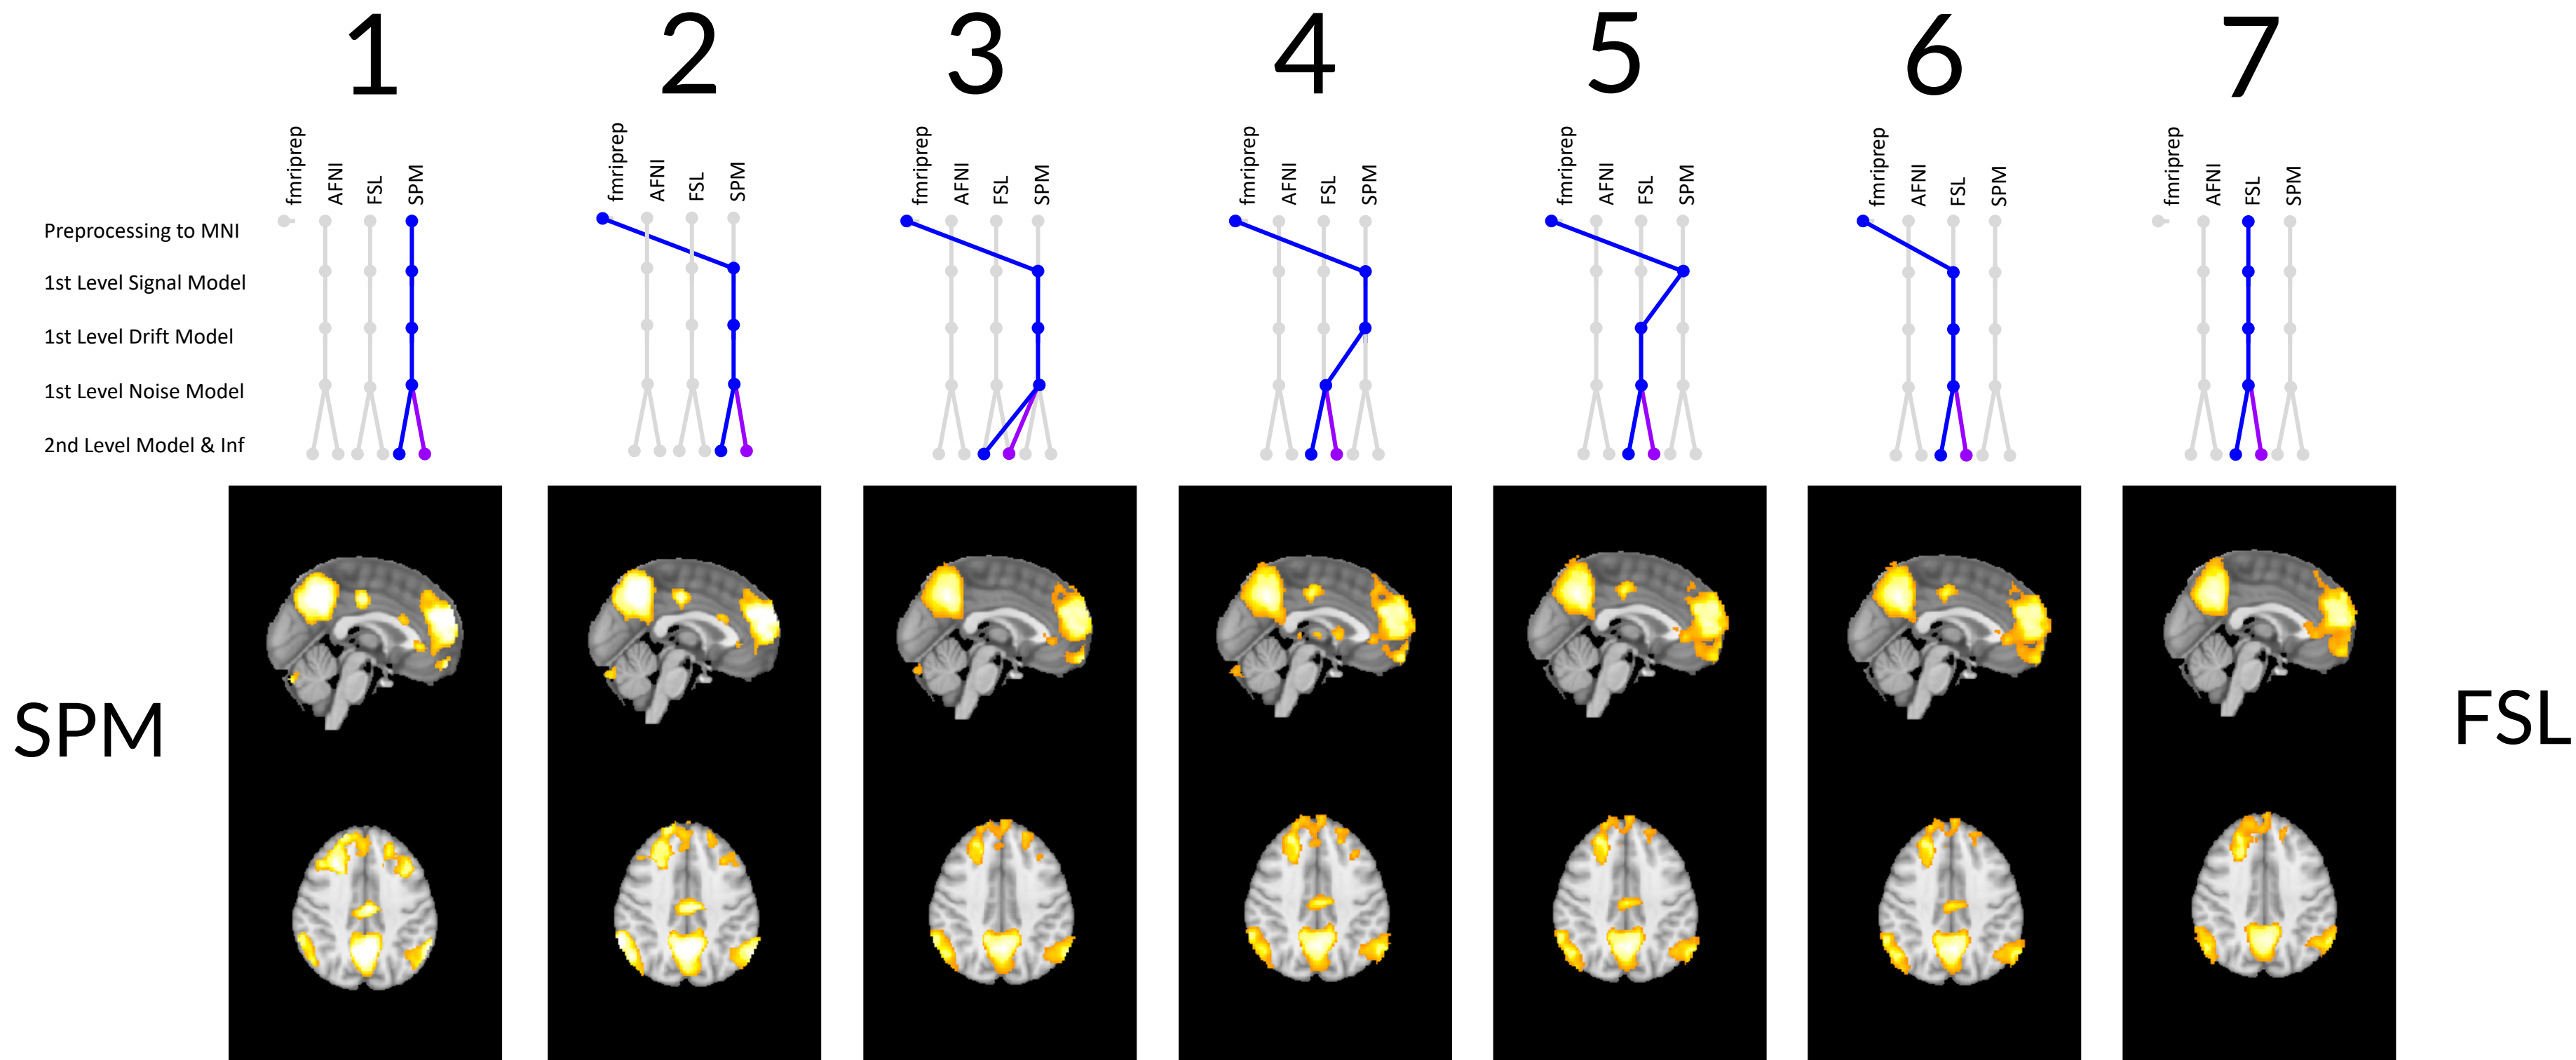 1 2 3 4 5 6 7
fmriprep AFNI FSL SPM
fmriprep AFNI FSL SPM
fmriprep AFNI FSL SPM
fmriprep AFNI FSL SPM
fmriprep AFNI FSL SPM
fmriprep AFNI FSL SPM
fmriprep AFNI FSL SPM
Preprocessing to MNI
1st Level Signal Model
1st Level Drift Model
1st Level Noise Model
2nd Level Model & Inf
SPM
FSL